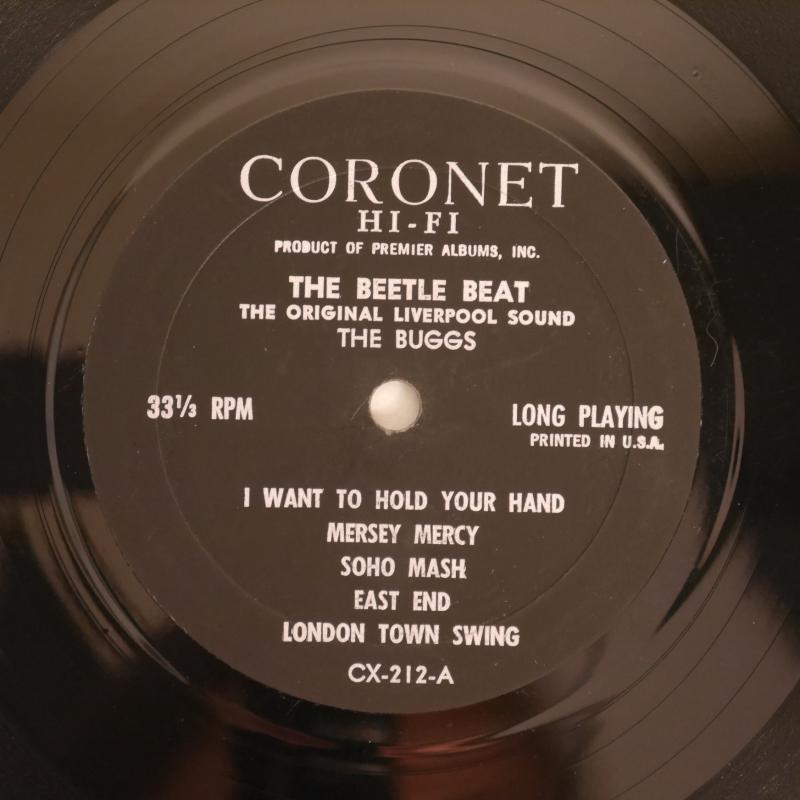 CORONET
HI-FI
PRODUCT OF PREMIER ALBUMS, INC.
THE BEETLE BEAT
THE ORIGINAL LIVERPOOL SOUND
THE BUGGS
33⅓ RPM
LONG PLAYING
PRINTED IN U.S.A.
I WANT TO HOLD YOUR HAND
MERSEY MERCY
SOHO MASH
EAST END
LONDON TOWN SWING
CX-212-A